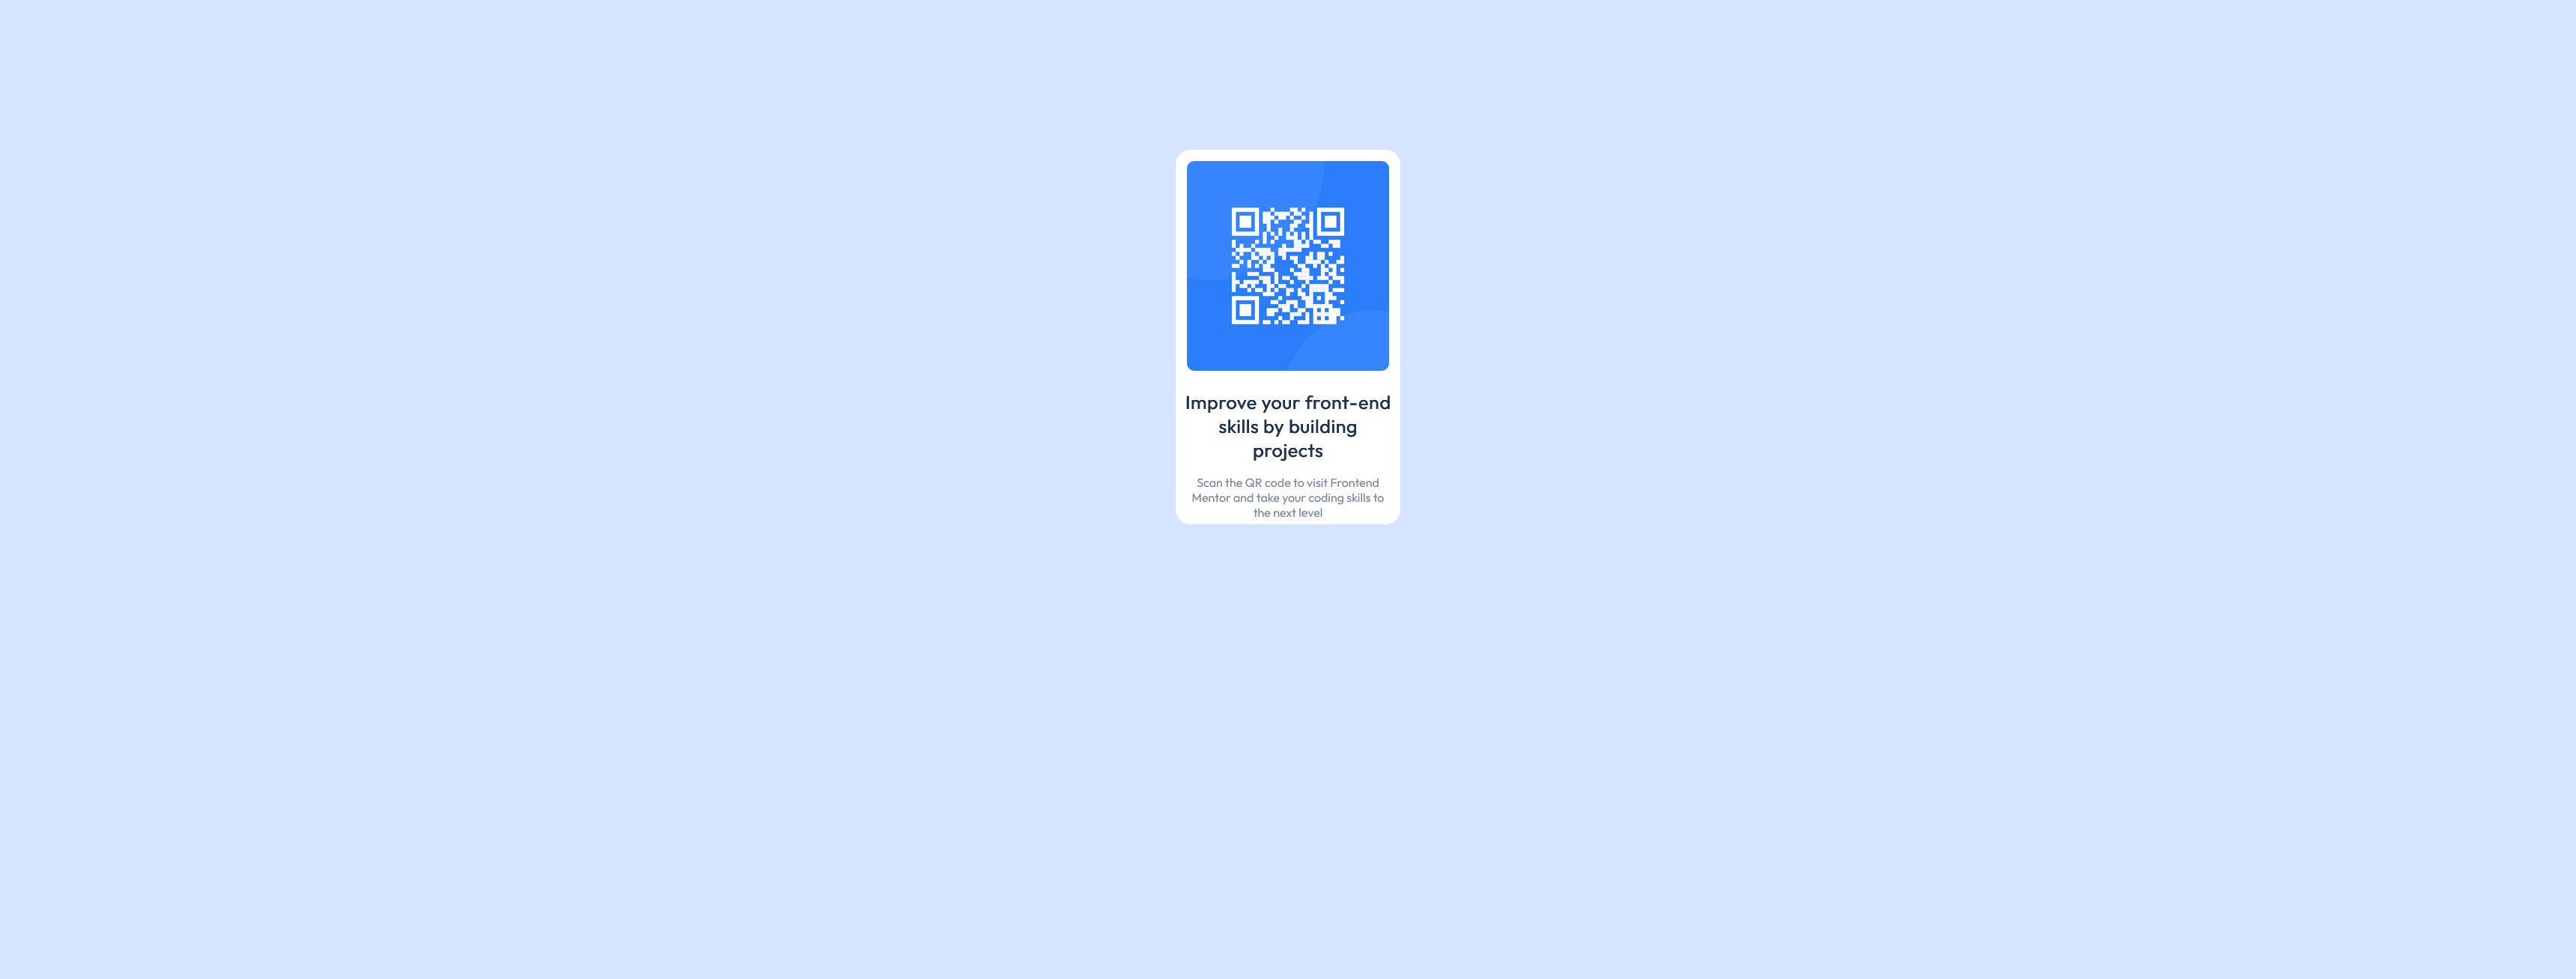 Improve your front-end
skills by building
projects
Scan the QR code to visit Frontend
Mentor and take your coding skills to
the next level